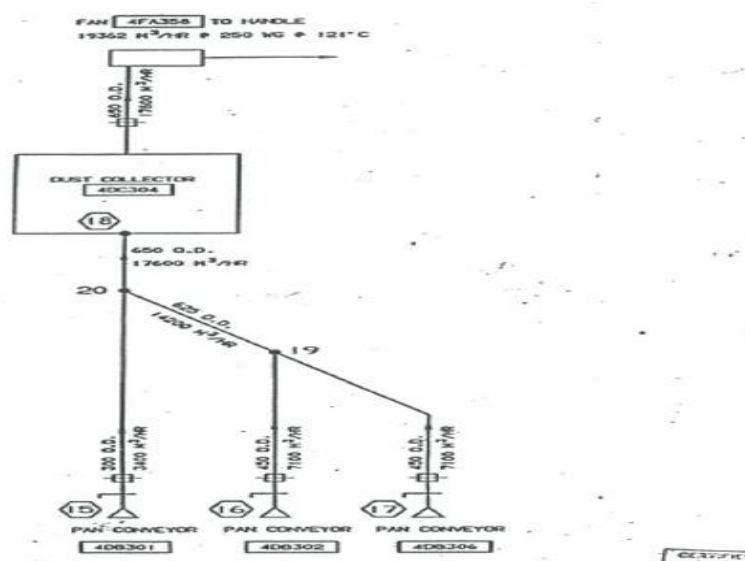 FAN 4FA358 TO HANDLE
19362 M³/HR @ 250 WG @ 121°C
650 O.D.
17600 M³/HR
DUST COLLECTOR
4DC304
18
650 O.D.
17600 M³/HR
20
625 O.D.
14200 M³/HR
19
300 O.D.
3400 M³/HR
450 O.D.
7100 M³/HR
450 O.D.
7100 M³/HR
15
16
17
PAN CONVEYOR
PAN CONVEYOR
PAN CONVEYOR
4DB301
4DB302
4DB306